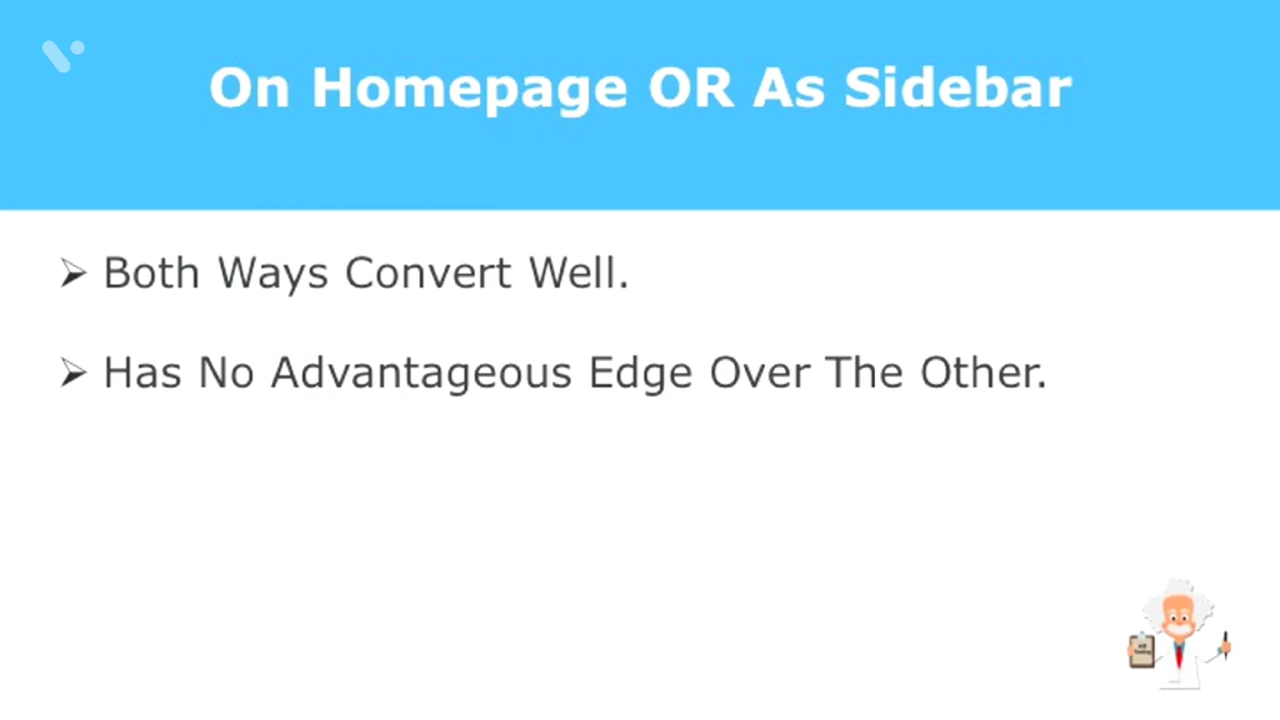 On Homepage OR As Sidebar
Both Ways Convert Well.
Has No Advantageous Edge Over The Other.